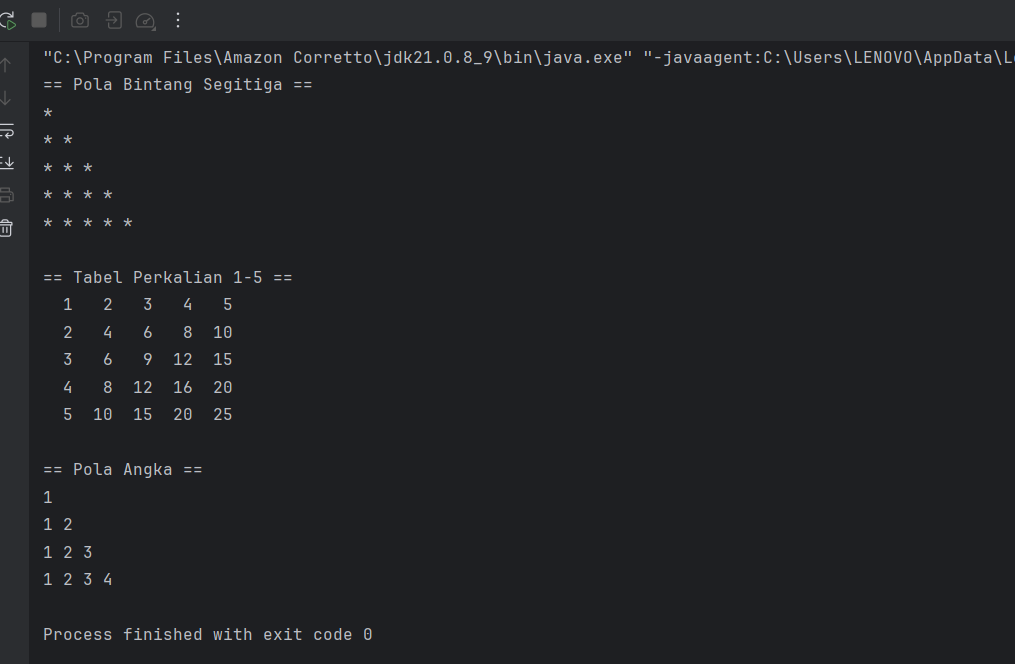 "C:\Program Files\Amazon Corretto\jdk21.0.8_9\bin\java.exe" "-javaagent:C:\Users\LENOVO\AppData\L
== Pola Bintang Segitiga ==
*
* *
* * *
* * * *
* * * * *
== Tabel Perkalian 1-5 ==
  1   2   3   4   5
  2   4   6   8  10
  3   6   9  12  15
  4   8  12  16  20
  5  10  15  20  25
== Pola Angka ==
1
1 2
1 2 3
1 2 3 4
Process finished with exit code 0